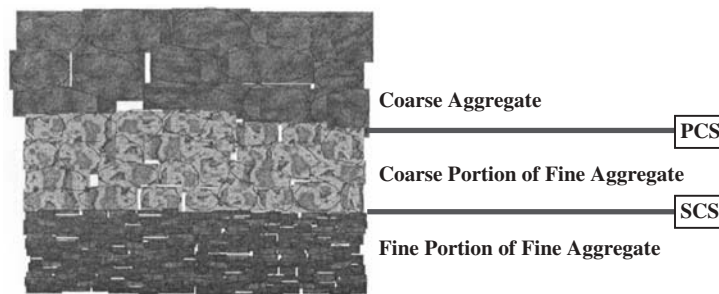 Coarse Aggregate
PCS
Coarse Portion of Fine Aggregate
SCS
Fine Portion of Fine Aggregate